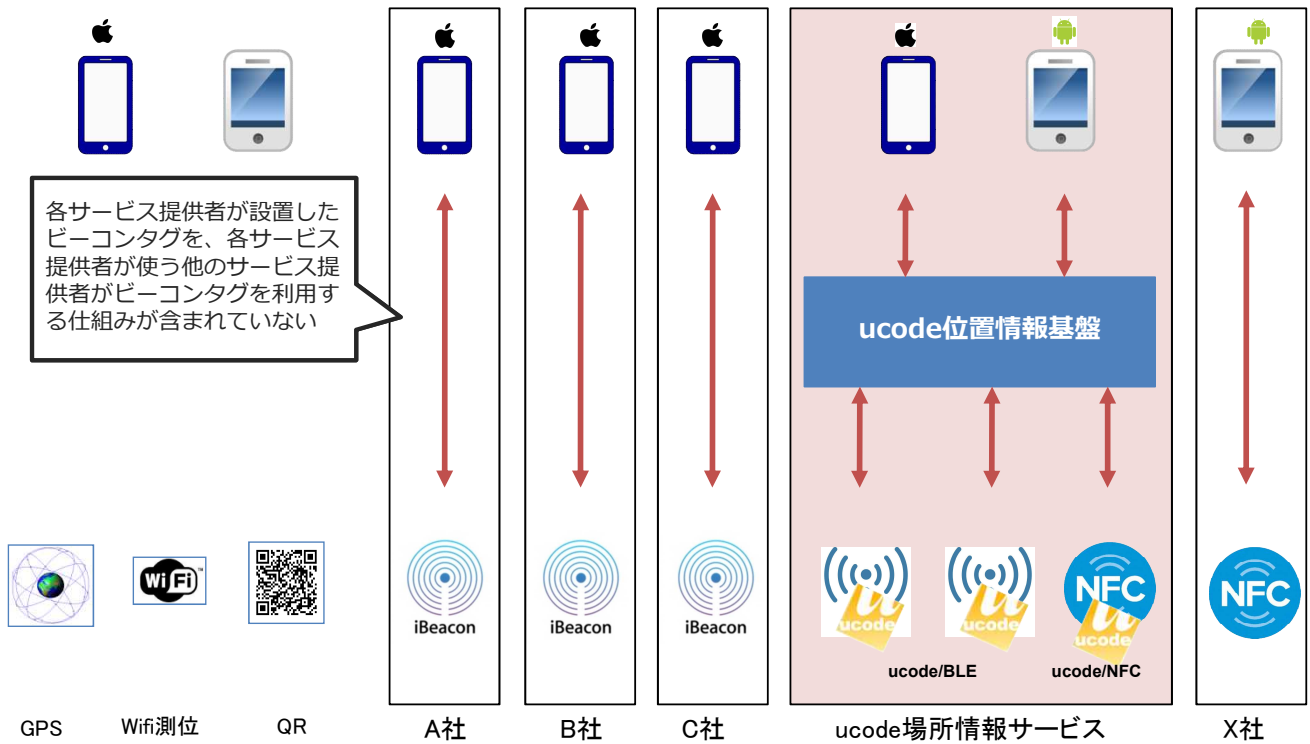 各サービス提供者が設置した
ビーコンタグを、各サービス
提供者が使う他のサービス提
供者がビーコンタグを利用す
る仕組みが含まれていない
ucode位置情報基盤
Wi Fi™
iBeacon
iBeacon
iBeacon
ucode
ucode
NFC
ucode
NFC
ucode/BLE
ucode/NFC
GPS
Wifi測位
QR
A社
B社
C社
ucode場所情報サービス
X社